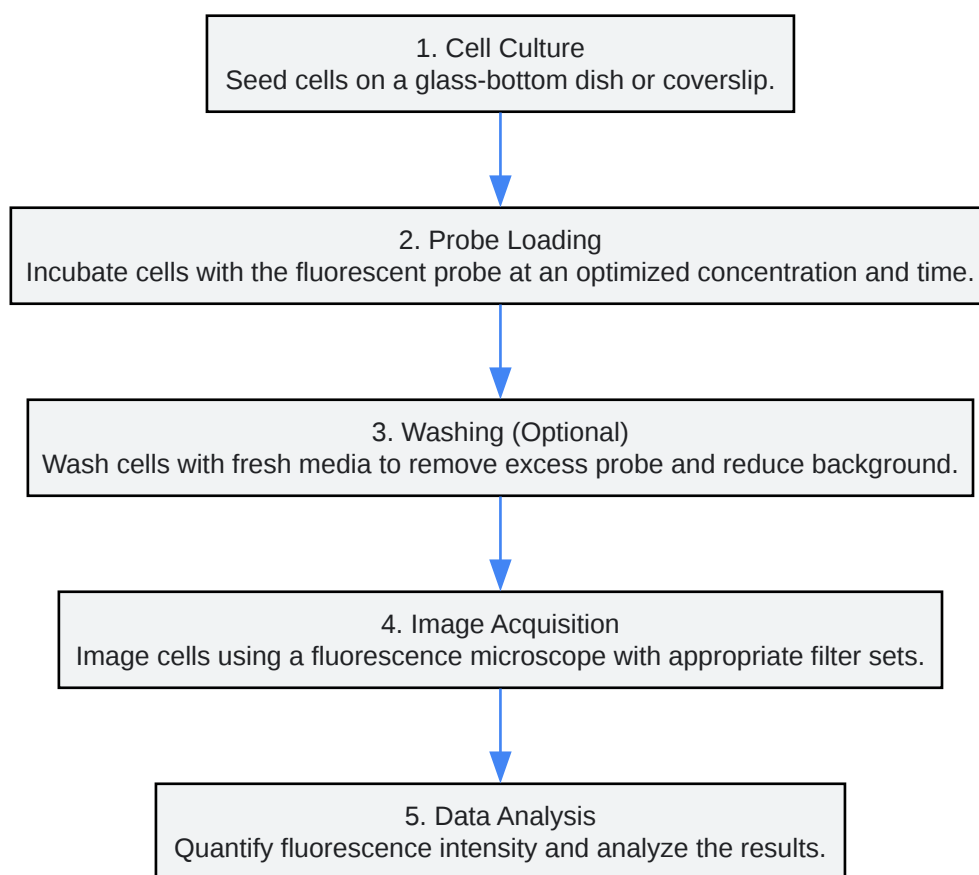 1. Cell Culture
Seed cells on a glass-bottom dish or coverslip.
2. Probe Loading
Incubate cells with the fluorescent probe at an optimized concentration and time.
3. Washing (Optional)
Wash cells with fresh media to remove excess probe and reduce background.
4. Image Acquisition
Image cells using a fluorescence microscope with appropriate filter sets.
5. Data Analysis
Quantify fluorescence intensity and analyze the results.